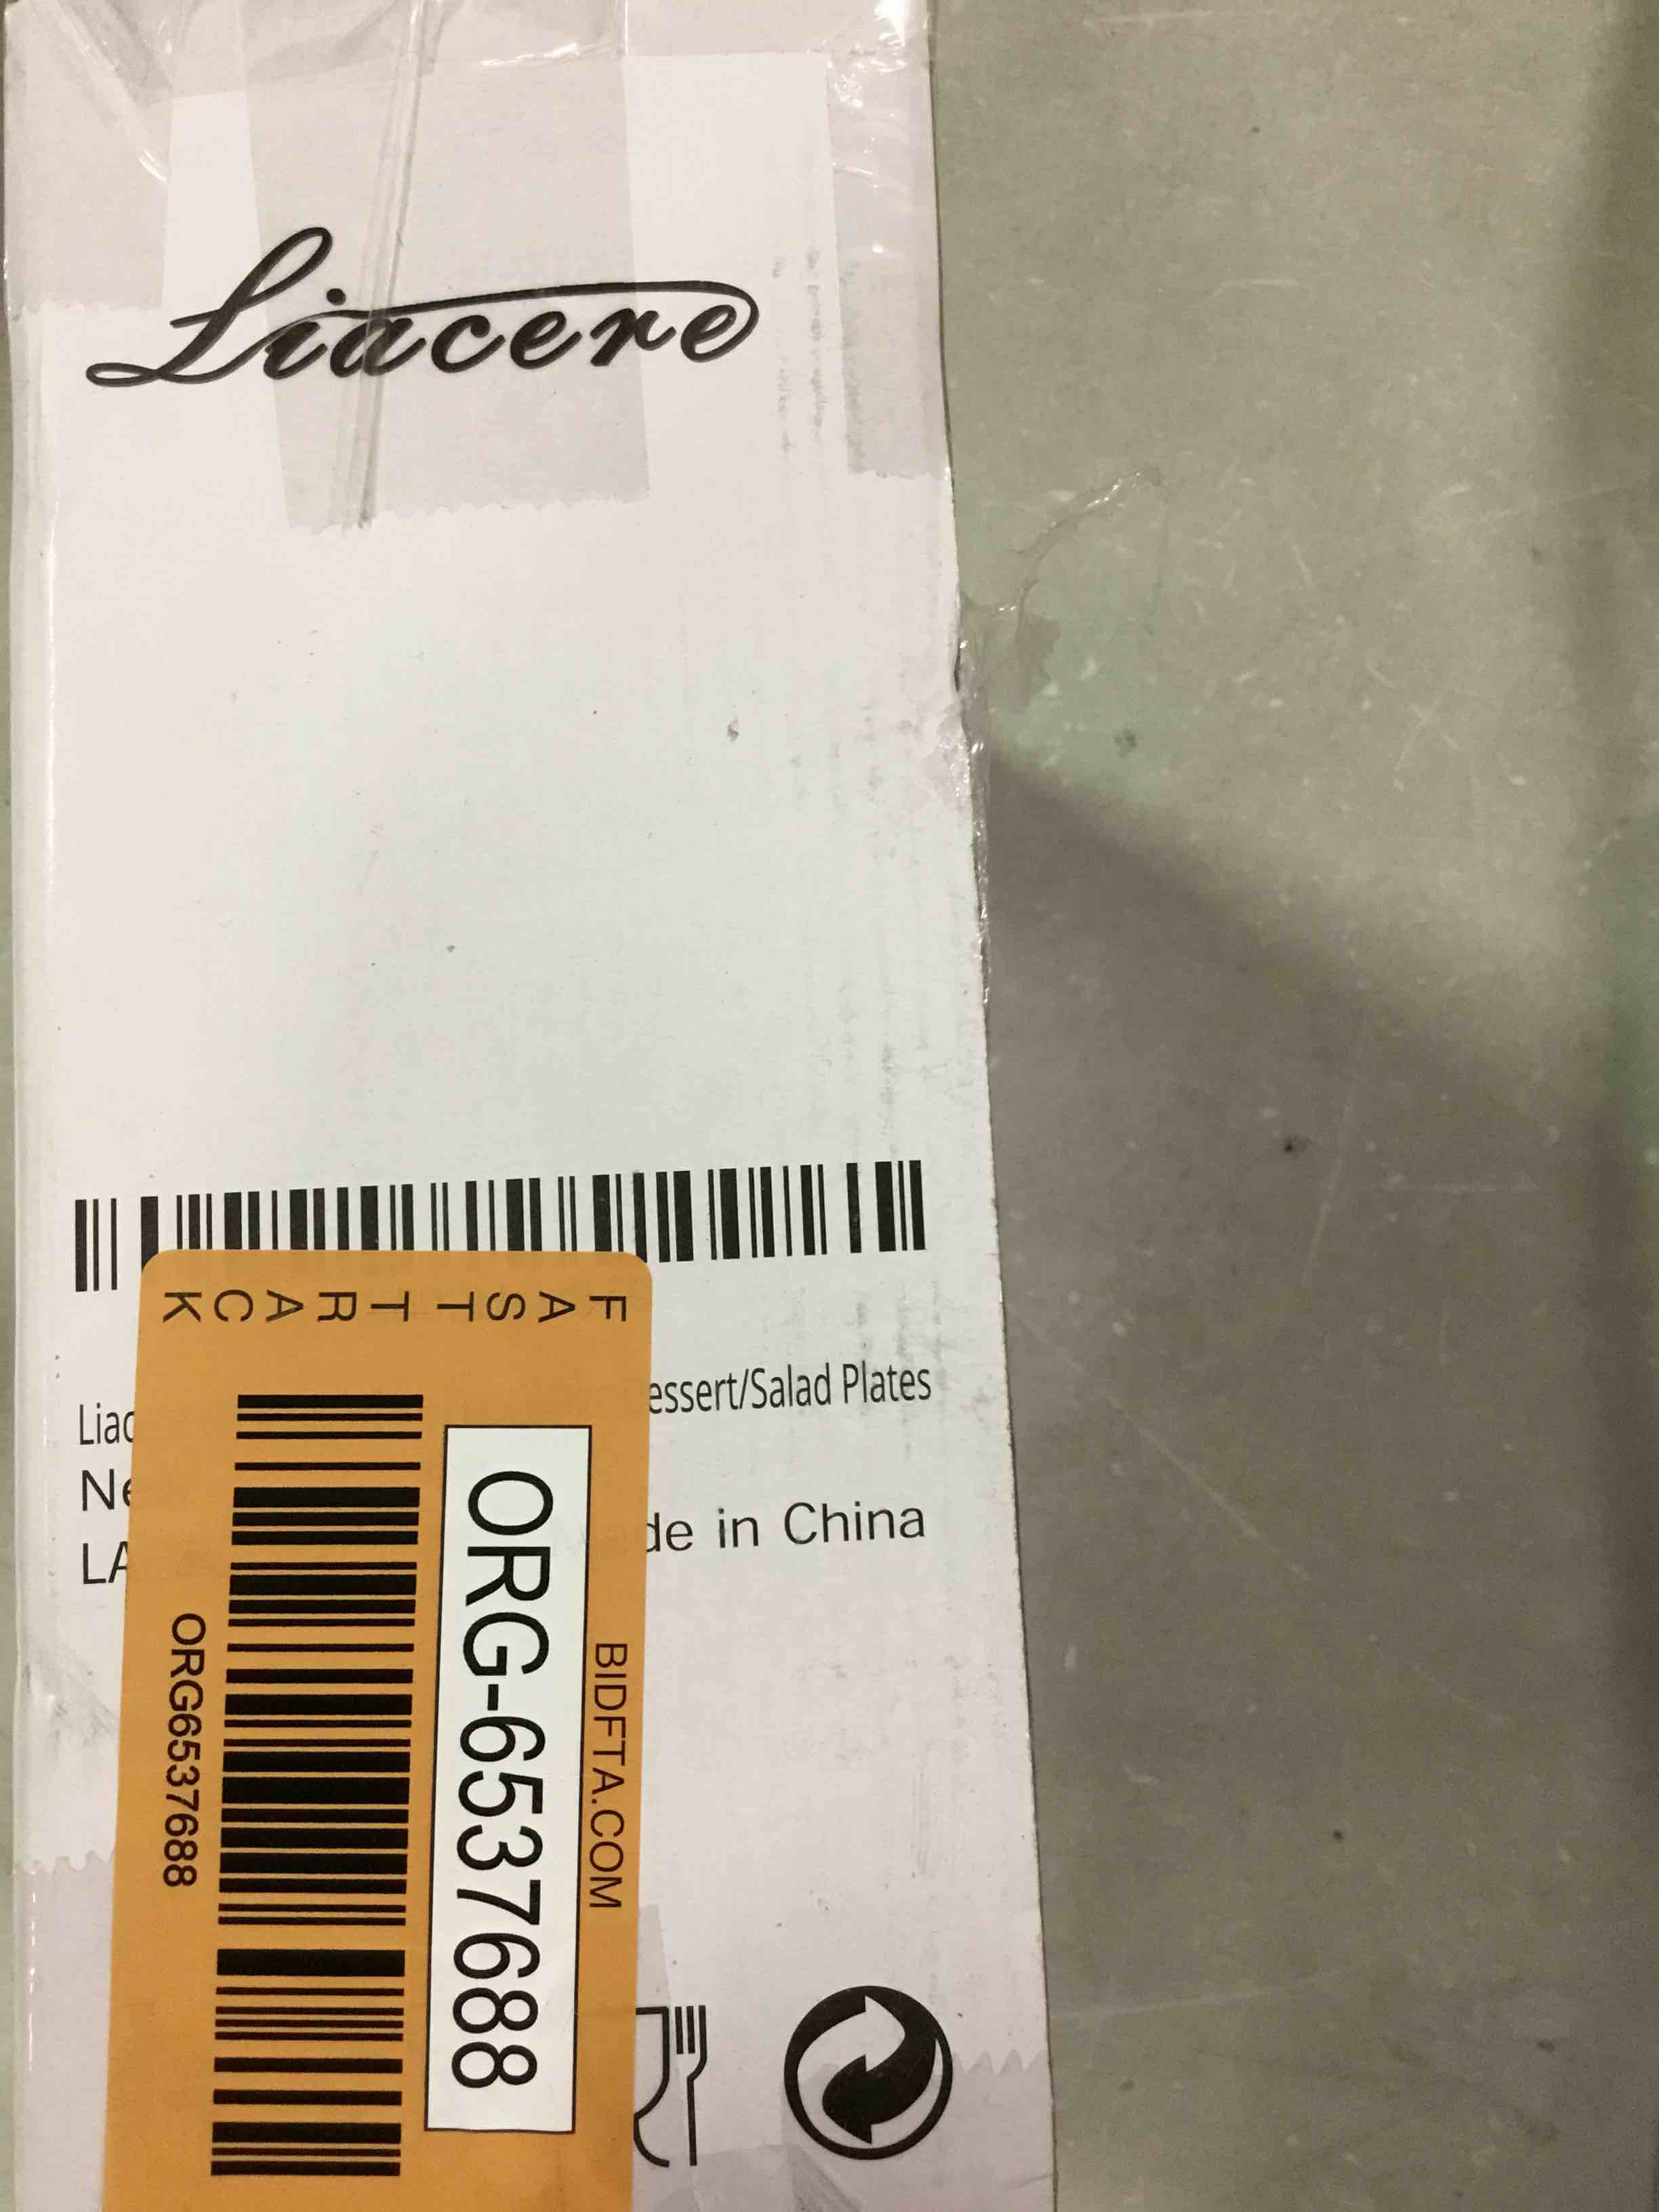 Liacere
FAST TRACK
Liac
essert/Salad Plates
Ne
de in China
LA
BIDFTA.COM
ORG-6537688
ORG6537688